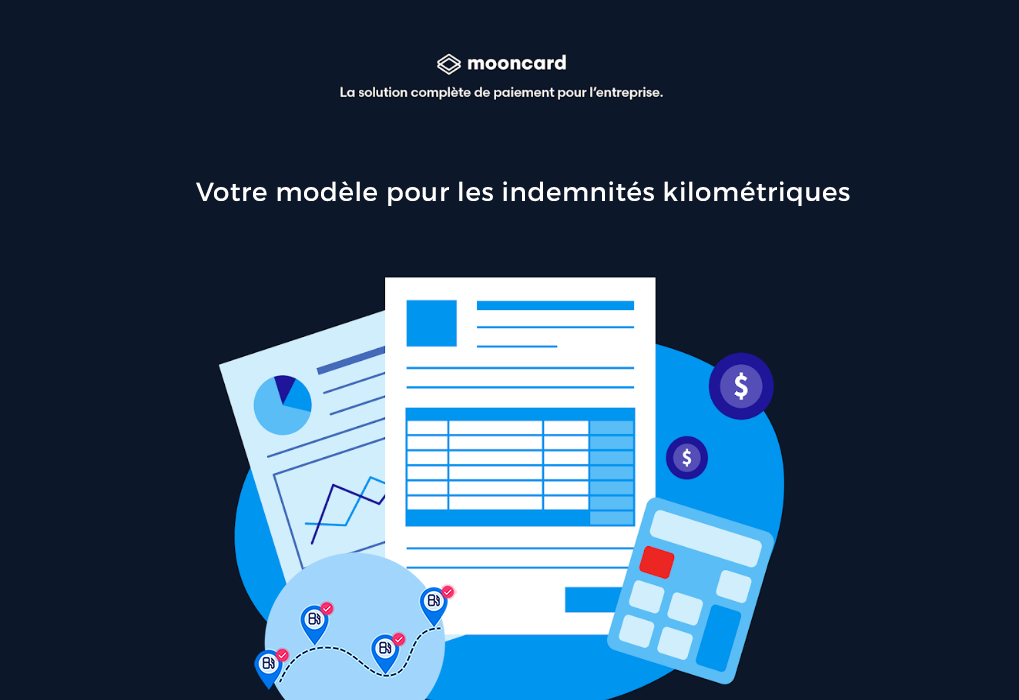 mooncard
La solution complète de paiement pour l'entreprise.
Votre modèle pour les indemnités kilométriques
$
$